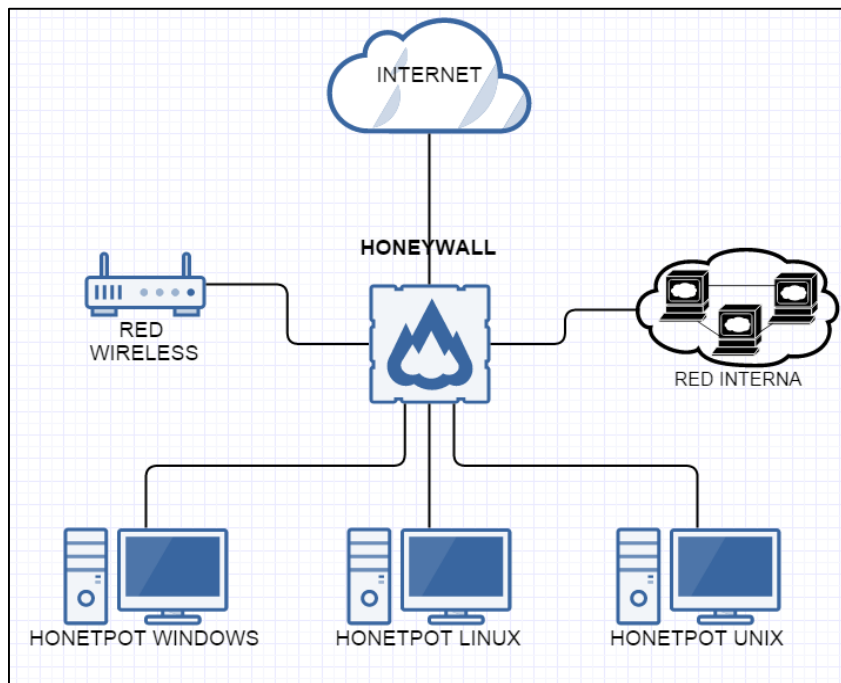 INTERNET
HONEYWALL
RED
WIRELESS
RED INTERNA
HONETPOT WINDOWS
HONETPOT LINUX
HONETPOT UNIX